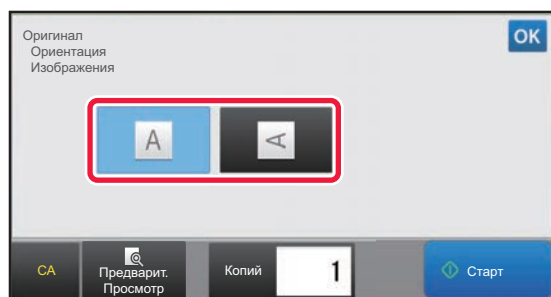 Оригинал
Ориентация
Изображения
OK
A
A
CA
Предварит.
Просмотр
Копий
1
Старт